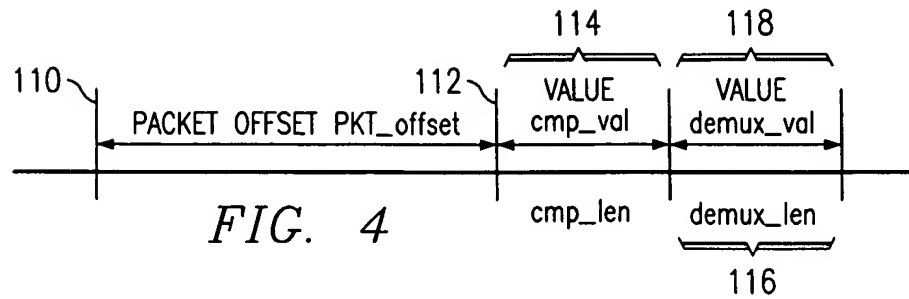 114 118
110 112 VALUE VALUE
PACKET OFFSET PKT_offset cmp_val demux_val
FIG. 4 cmp_len demux_len
116